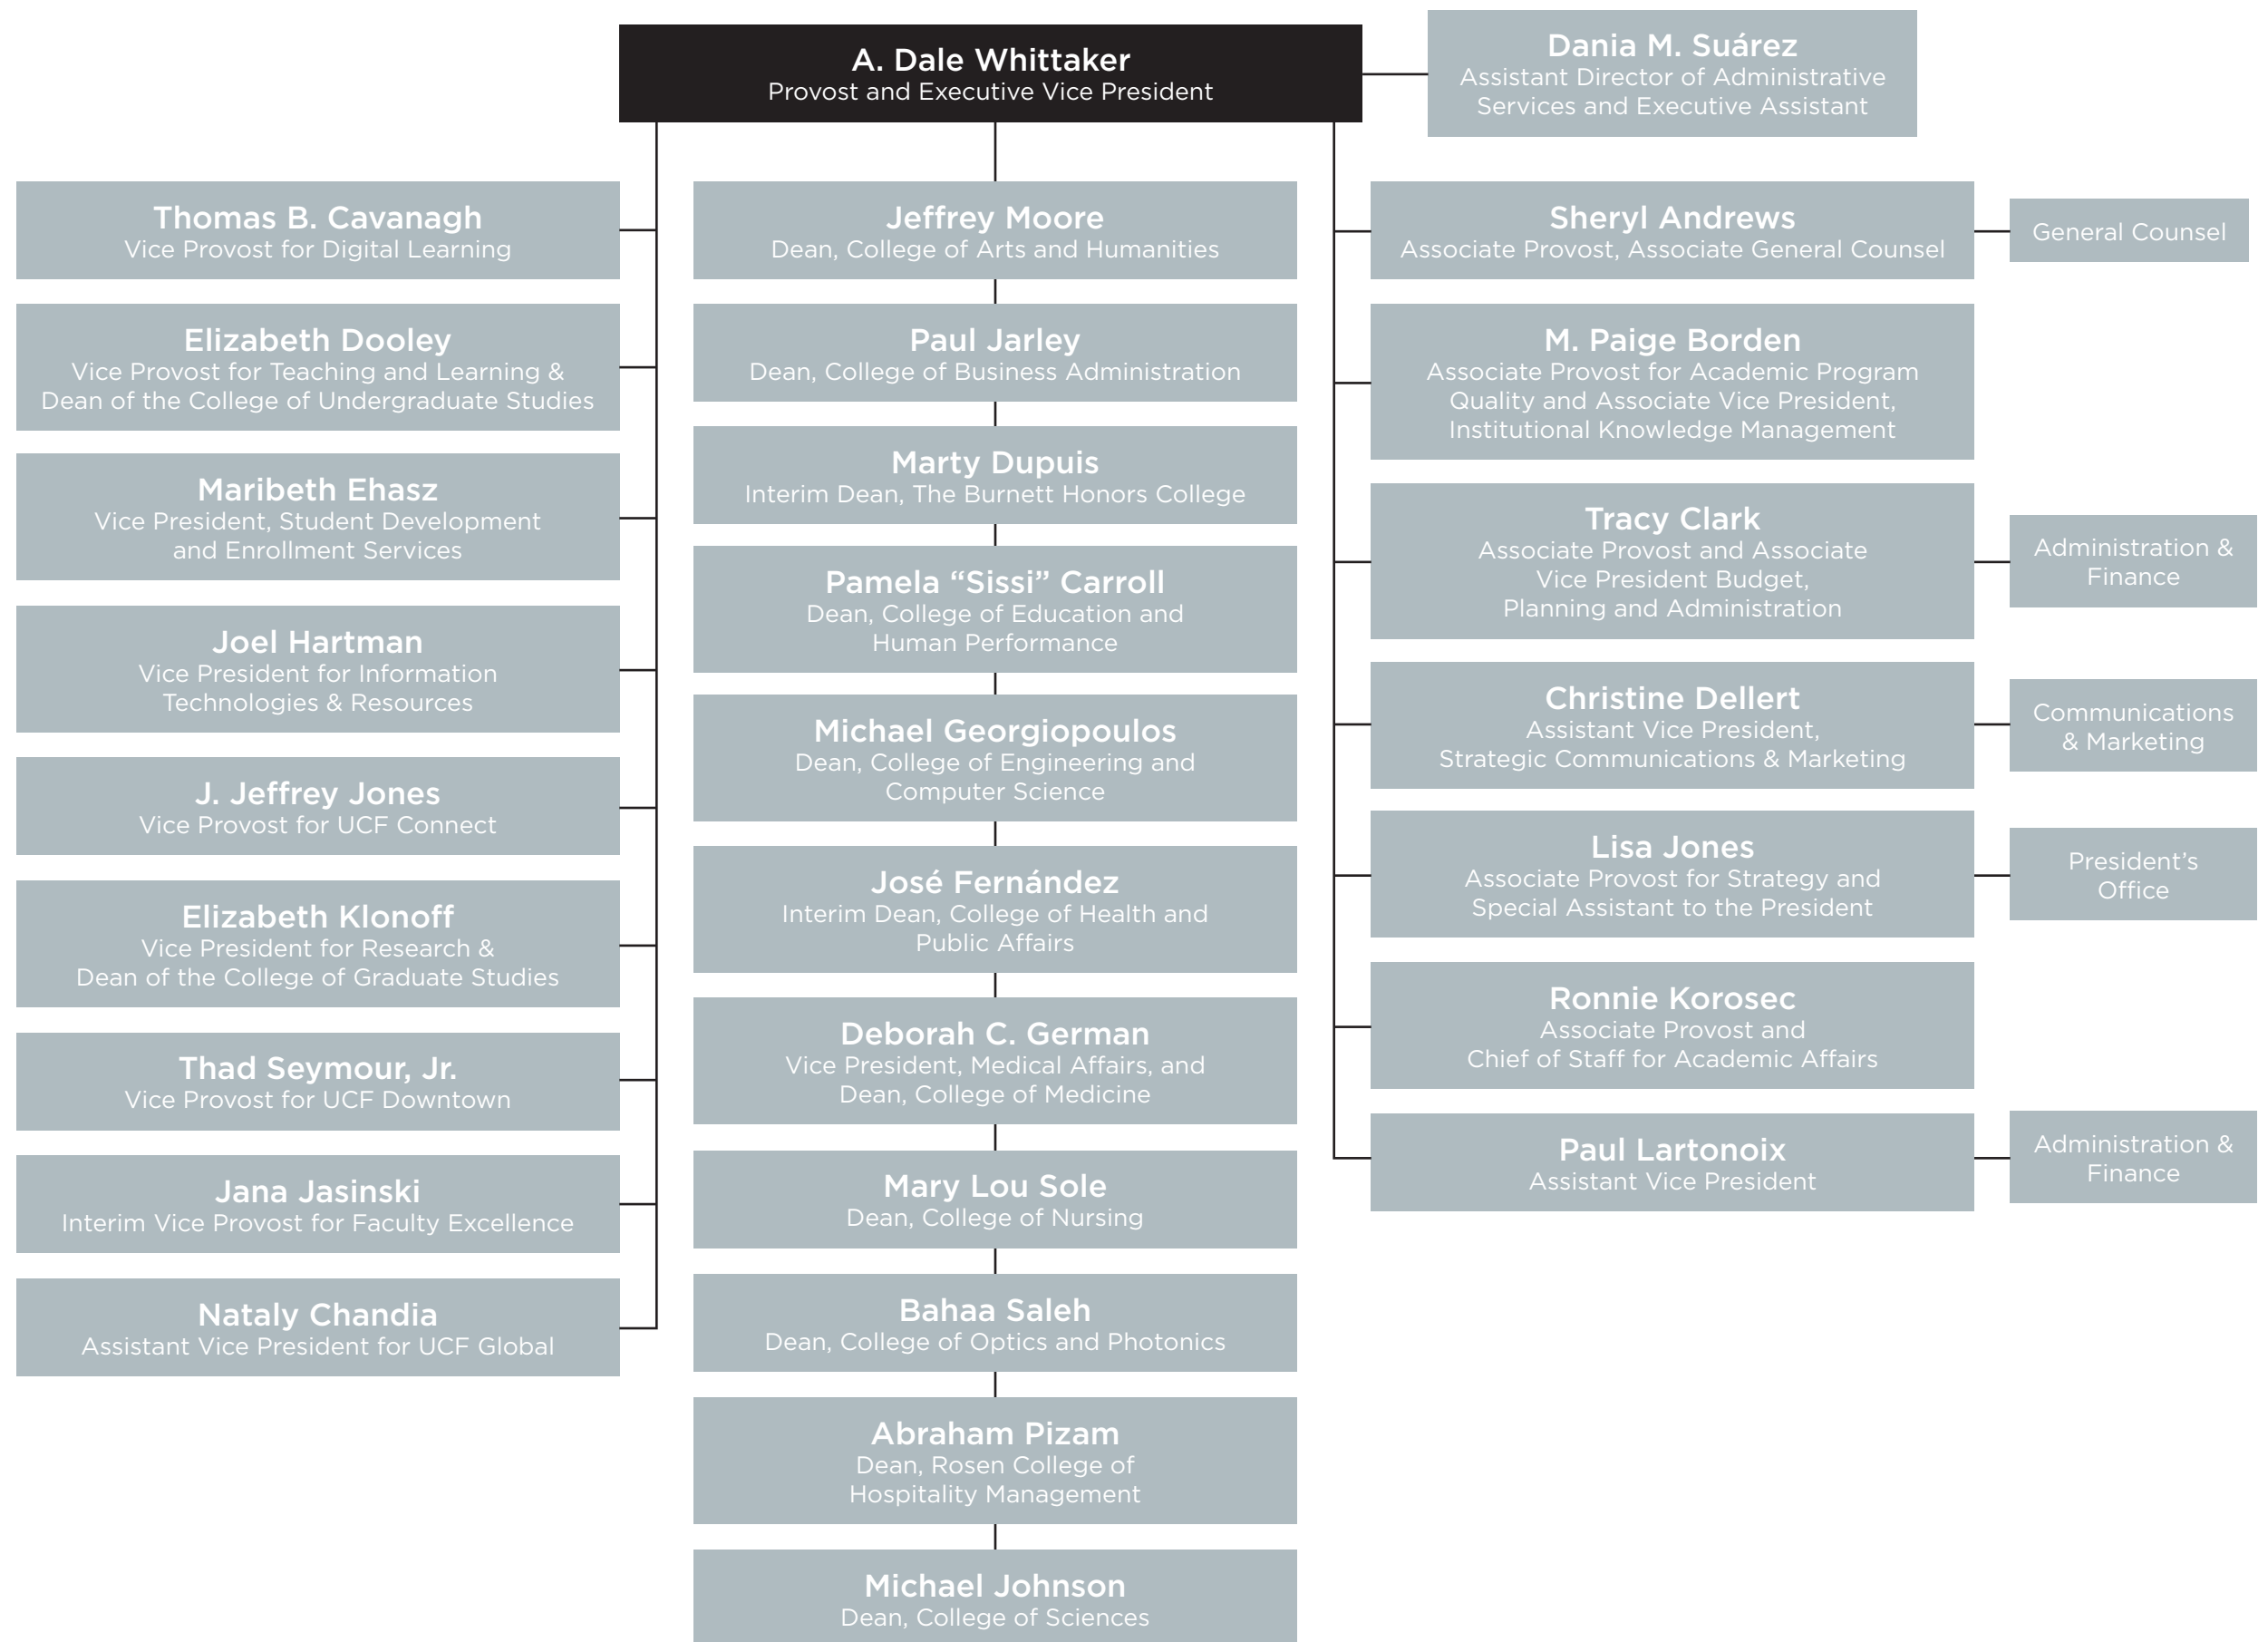 A. Dale Whittaker
Provost and Executive Vice President
Dania M. Suárez
Assistant Director of Administrative
Services and Executive Assistant
Thomas B. Cavanagh
Vice Provost for Digital Learning
Elizabeth Dooley
Vice Provost for Teaching and Learning &
Dean of the College of Undergraduate Studies
Maribeth Ehasz
Vice President, Student Development
and Enrollment Services
Joel Hartman
Vice President for Information
Technologies & Resources
J. Jeffrey Jones
Vice Provost for UCF Connect
Elizabeth Klonoff
Vice President for Research &
Dean of the College of Graduate Studies
Thad Seymour, Jr.
Vice Provost for UCF Downtown
Jana Jasinski
Interim Vice Provost for Faculty Excellence
Nataly Chandia
Assistant Vice President for UCF Global
Jeffrey Moore
Dean, College of Arts and Humanities
Paul Jarley
Dean, College of Business Administration
Marty Dupuis
Interim Dean, The Burnett Honors College
Pamela “Sissi” Carroll
Dean, College of Education and
Human Performance
Michael Georgiopoulos
Dean, College of Engineering and
Computer Science
José Fernández
Interim Dean, College of Health and
Public Affairs
Deborah C. German
Vice President, Medical Affairs, and
Dean, College of Medicine
Mary Lou Sole
Dean, College of Nursing
Bahaa Saleh
Dean, College of Optics and Photonics
Abraham Pizam
Dean, Rosen College of
Hospitality Management
Michael Johnson
Dean, College of Sciences
Sheryl Andrews
Associate Provost, Associate General Counsel
General Counsel
M. Paige Borden
Associate Provost for Academic Program
Quality and Associate Vice President,
Institutional Knowledge Management
Tracy Clark
Associate Provost and Associate
Vice President Budget,
Planning and Administration
Administration &
Finance
Christine Dellert
Assistant Vice President,
Strategic Communications & Marketing
Communications
& Marketing
Lisa Jones
Associate Provost for Strategy and
Special Assistant to the President
President’s
Office
Ronnie Korosec
Associate Provost and
Chief of Staff for Academic Affairs
Paul Lartonoix
Assistant Vice President
Administration &
Finance